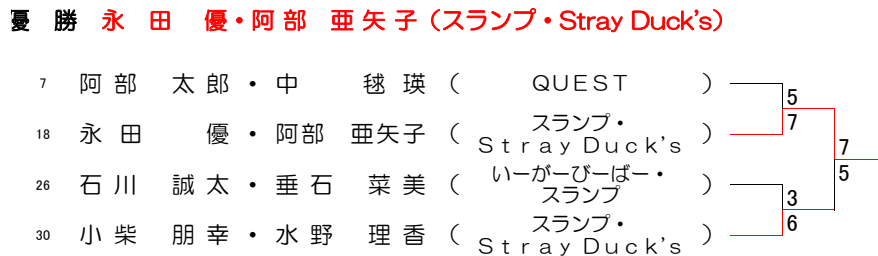 優 勝 永 田 優・阿 部 亜 矢 子（スランプ・Stray Duck's）
7 阿 部 太 郎 ・ 中 毬 瑛 （ QUEST ）
5
18 永 田 優 ・ 阿部 亜矢子 （ スランプ・
Stray Duck's ）
7
7
5
26 石 川 誠 太 ・ 垂 石 菜 美 （ いーがーびーばー・
スランプ ）
3
30 小 柴 朋 幸 ・ 水 野 理 香 （ スランプ・
Stray Duck's ）
6